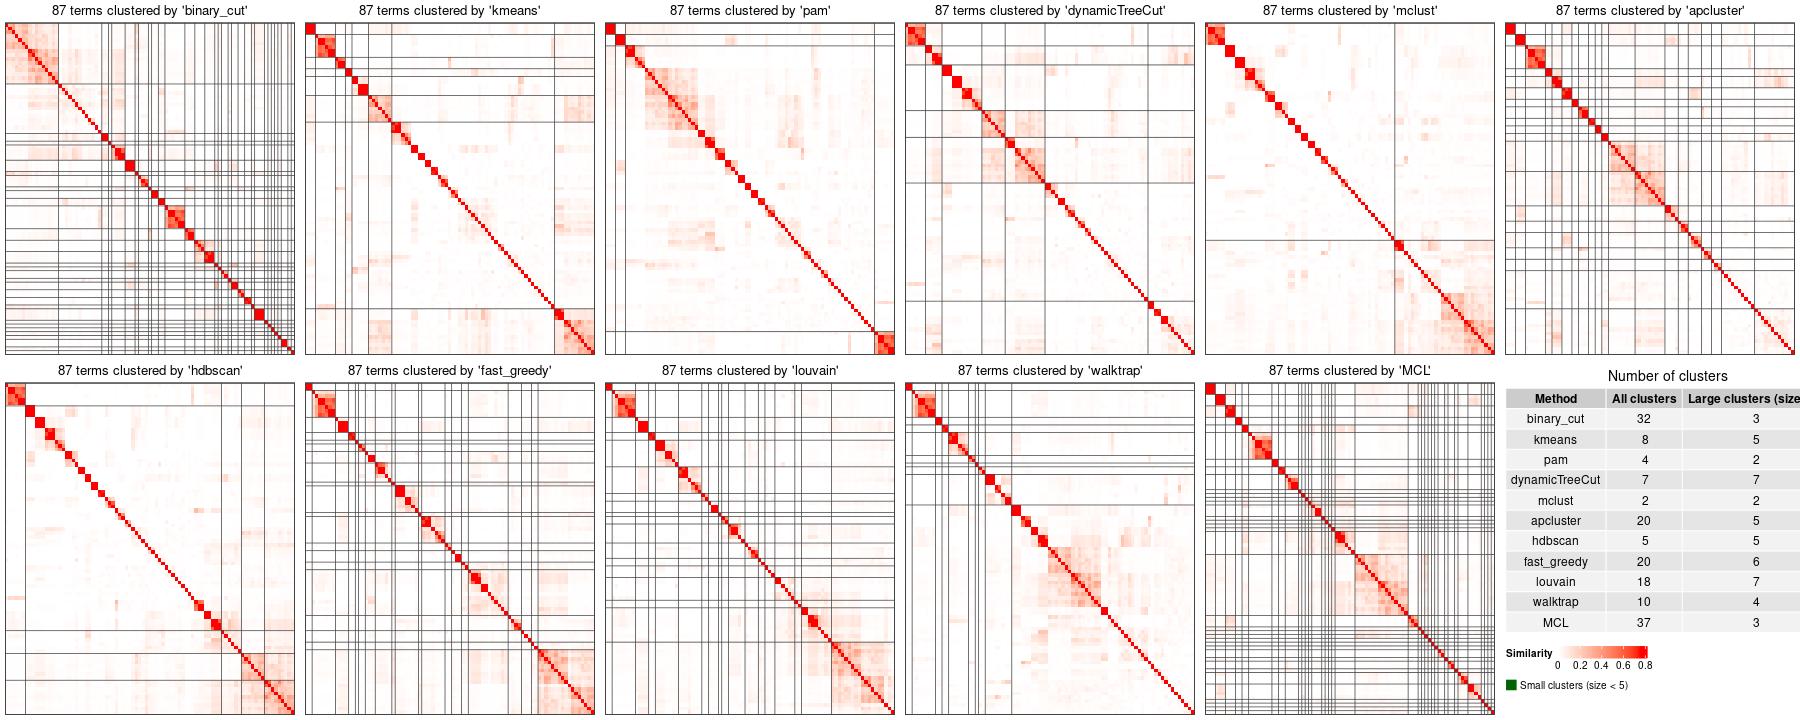 87 terms clustered by 'binary_cut'
87 terms clustered by 'kmeans'
87 terms clustered by 'pam'
87 terms clustered by 'dynamicTreeCut'
87 terms clustered by 'mclust'
87 terms clustered by 'apcluster'
87 terms clustered by 'hdbscan'
87 terms clustered by 'fast_greedy'
87 terms clustered by 'louvain'
87 terms clustered by 'walktrap'
87 terms clustered by 'MCL'
Number of clusters
Method All clusters Large clusters (size
binary_cut 32 3
kmeans 8 5
pam 4 2
dynamicTreeCut 7 7
mclust 2 2
apcluster 20 5
hdbscan 5 5
fast_greedy 20 6
louvain 18 7
walktrap 10 4
MCL 37 3
Similarity
0 0.2 0.4 0.6 0.8
Small clusters (size < 5)